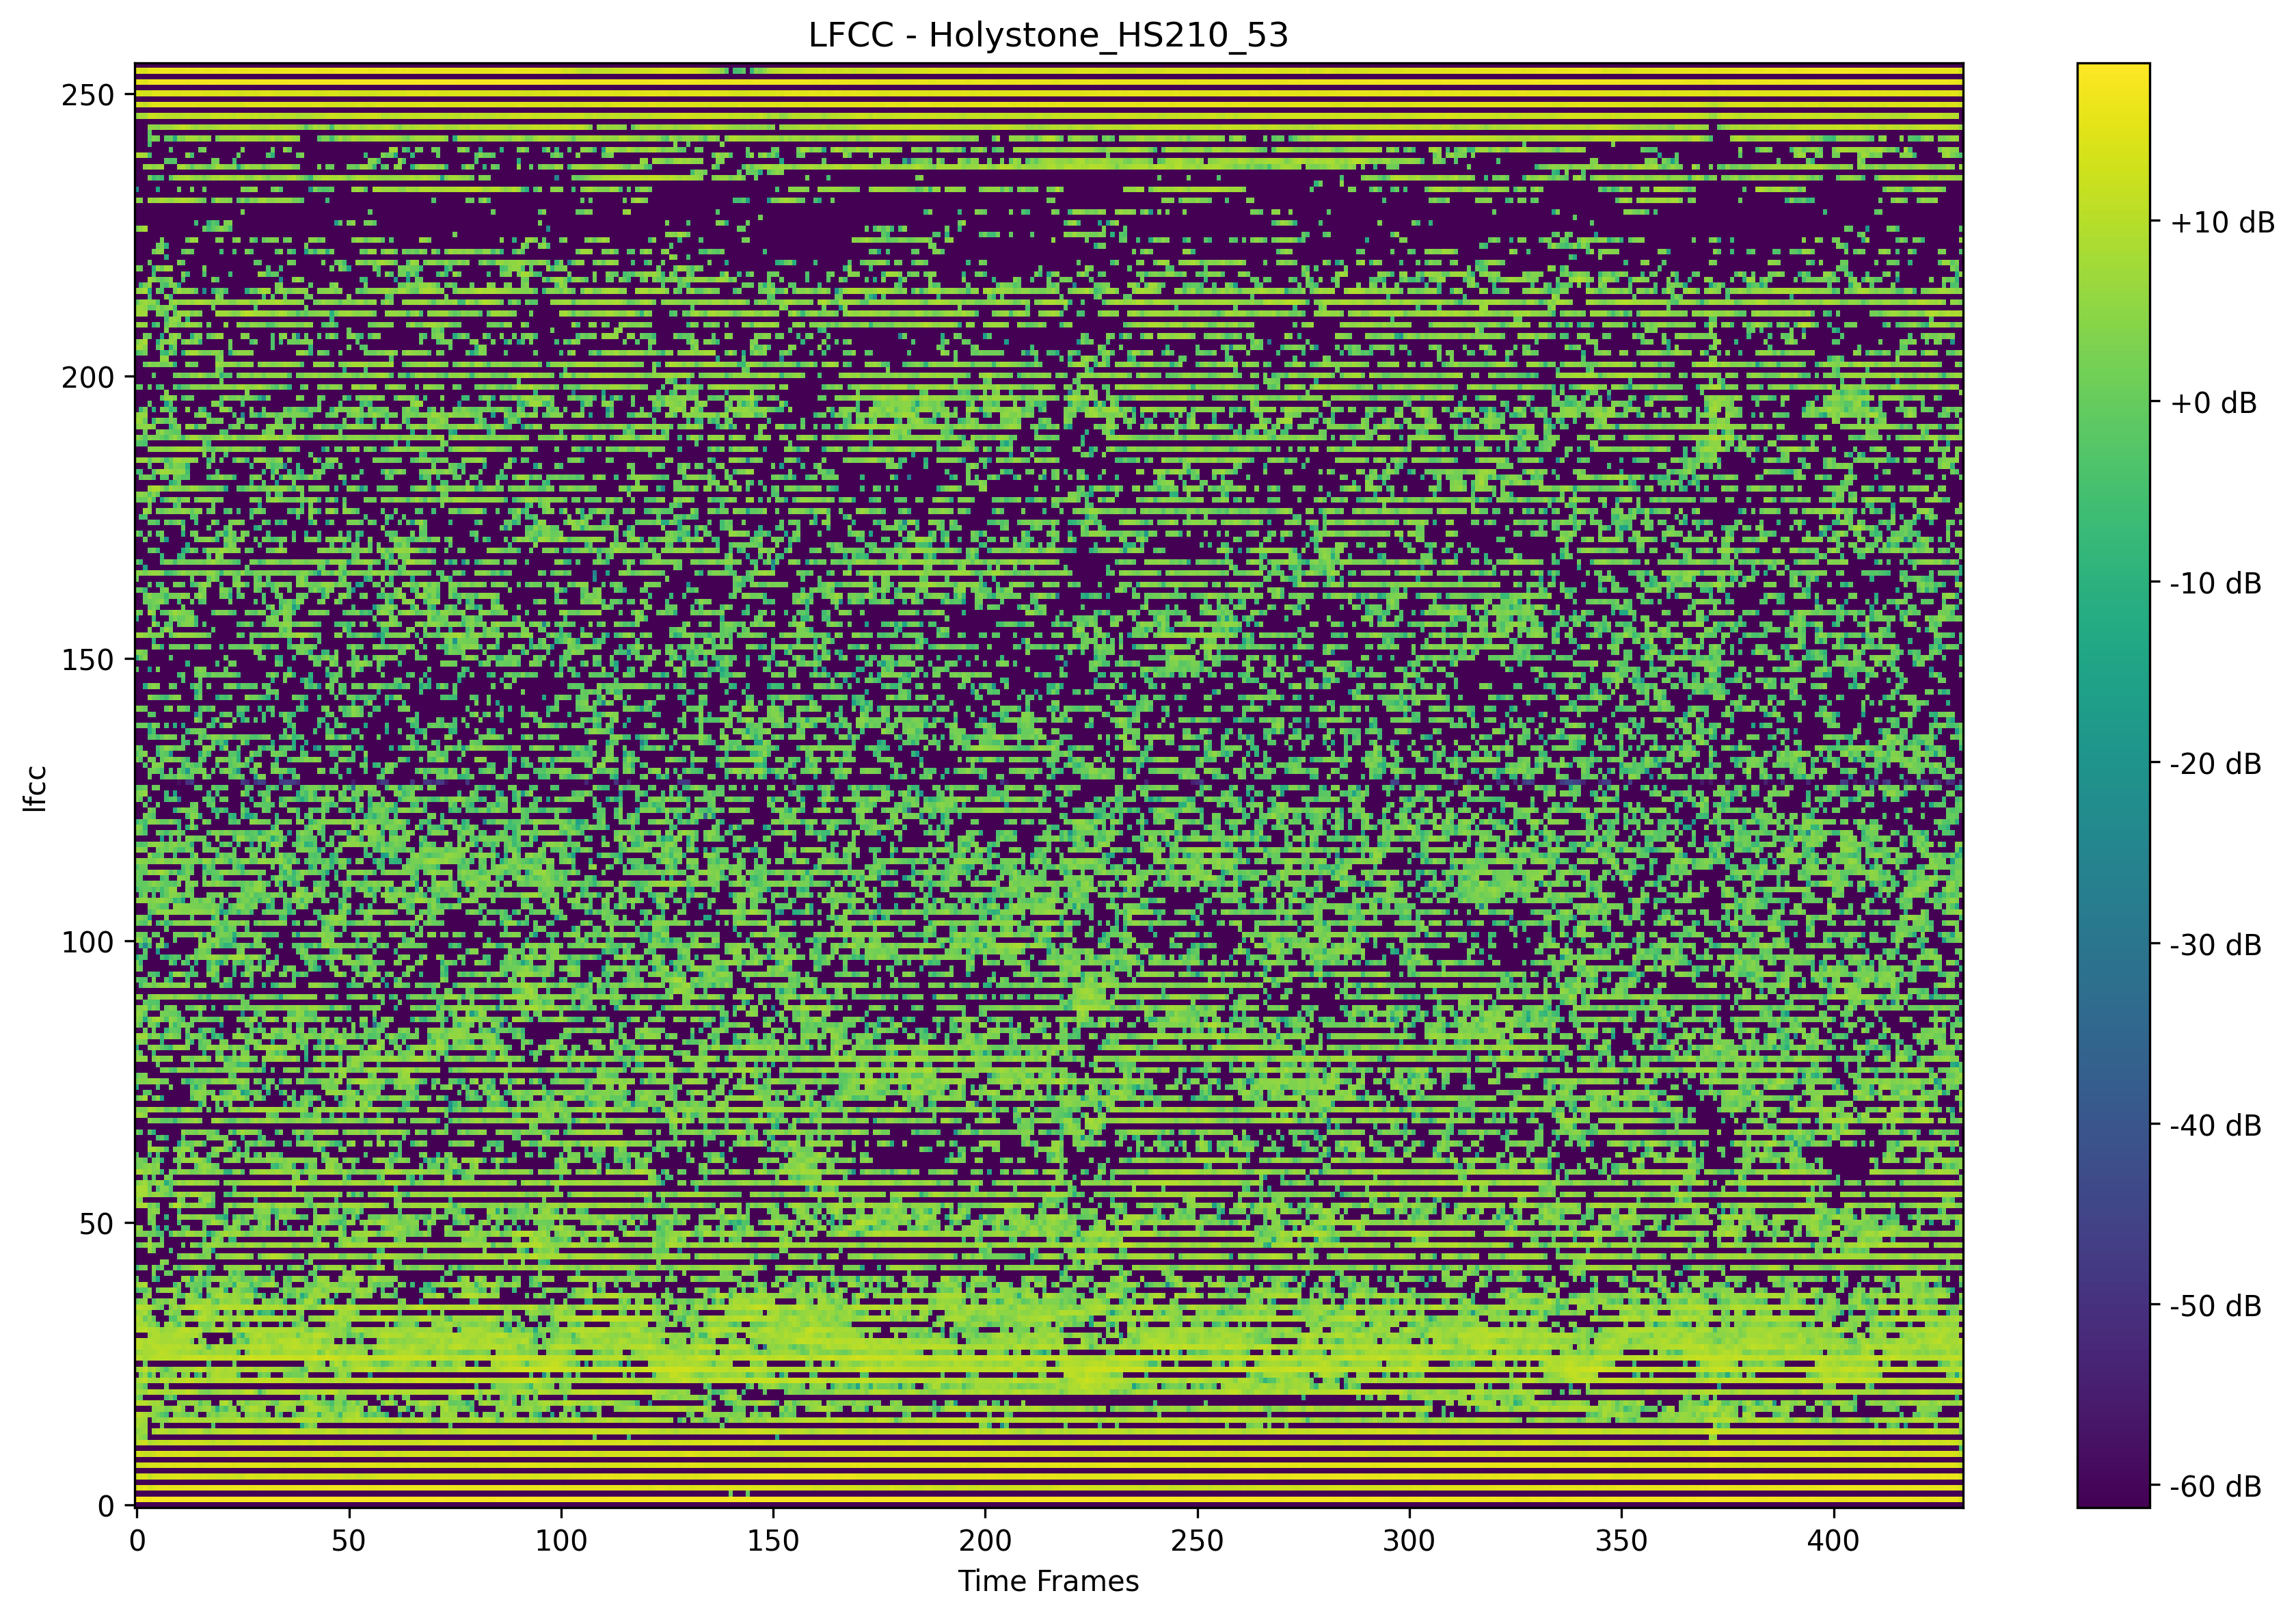 LFCC - Holystone_HS210_53
250
200
150
100
50
0
lfcc
0 50 100 150 200 250 300 350 400
Time Frames
+10 dB
+0 dB
-10 dB
-20 dB
-30 dB
-40 dB
-50 dB
-60 dB